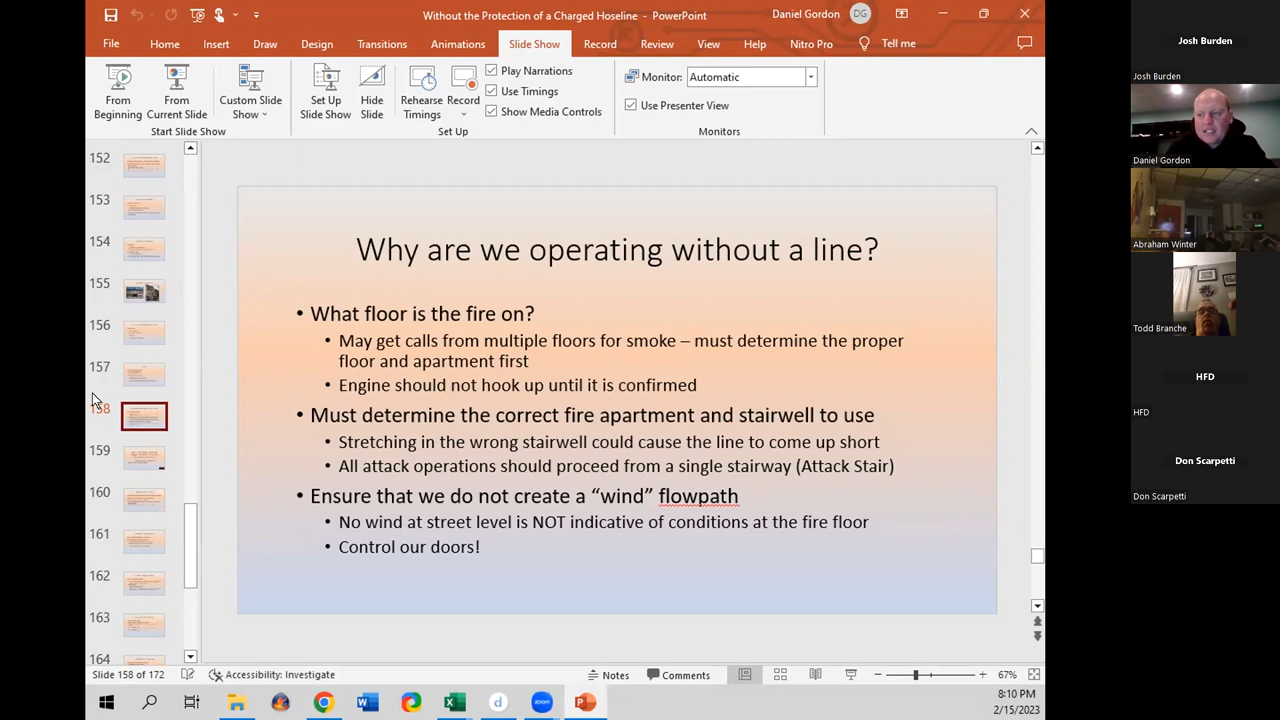 Without the Protection of a Charged Hoseline - PowerPoint
Daniel Gordon
DG
File Home Insert Draw Design Transitions Animations Slide Show Record Review View Help Nitro Pro Tell me
From Beginning
From Current Slide
Custom Slide Show
Set Up Slide Show
Hide Slide
Rehearse Timings
Record
Play Narrations
Use Timings
Show Media Controls
Monitor: Automatic
Use Presenter View
Start Slide Show
Set Up
Monitors
152
153
154
155
156
157
158
159
160
161
162
163
164
Why are we operating without a line?
• What floor is the fire on?
• May get calls from multiple floors for smoke – must determine the proper
floor and apartment first
• Engine should not hook up until it is confirmed
• Must determine the correct fire apartment and stairwell to use
• Stretching in the wrong stairwell could cause the line to come up short
• All attack operations should proceed from a single stairway (Attack Stair)
• Ensure that we do not create a “wind” flowpath
• No wind at street level is NOT indicative of conditions at the fire floor
• Control our doors!
Slide 158 of 172
Accessibility: Investigate
Notes
Comments
67%
8:10 PM
2/15/2023
Josh Burden
Josh Burden
Daniel Gordon
Abraham Winter
Todd Branche
HFD
HFD
Don Scarpetti
Don Scarpetti